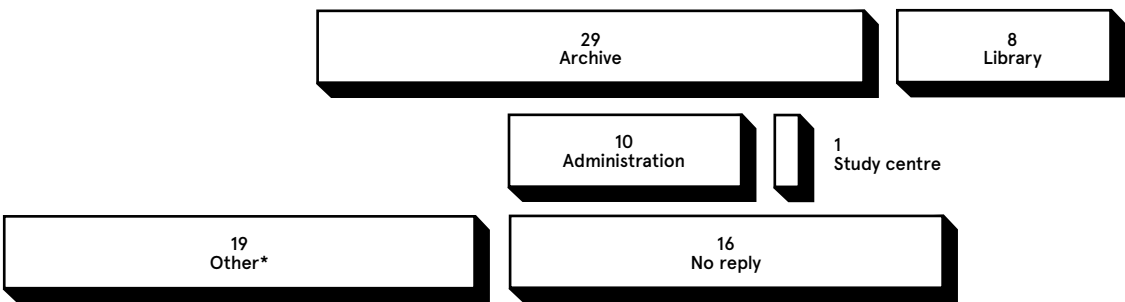 29
Archive
8
Library
10
Administration
1
Study centre
19
Other*
16
No reply